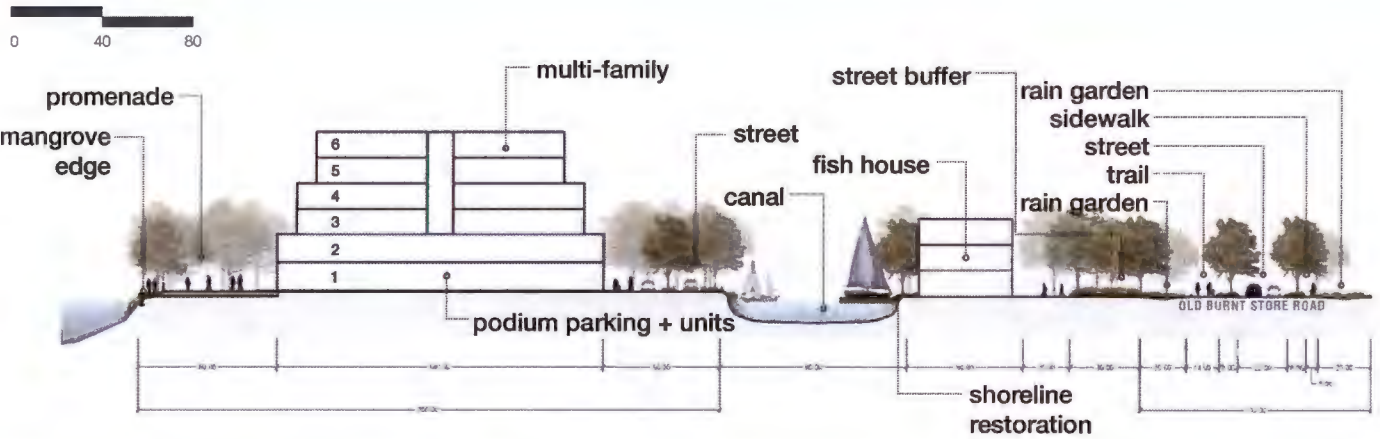 0 40 80
multi-family
promenade
mangrove
edge
street
canal
fish house
street buffer
rain garden
sidewalk
street
trail
rain garden
6
5
4
3
2
1
podium parking + units
OLD BURNT STORE ROAD
shoreline
restoration